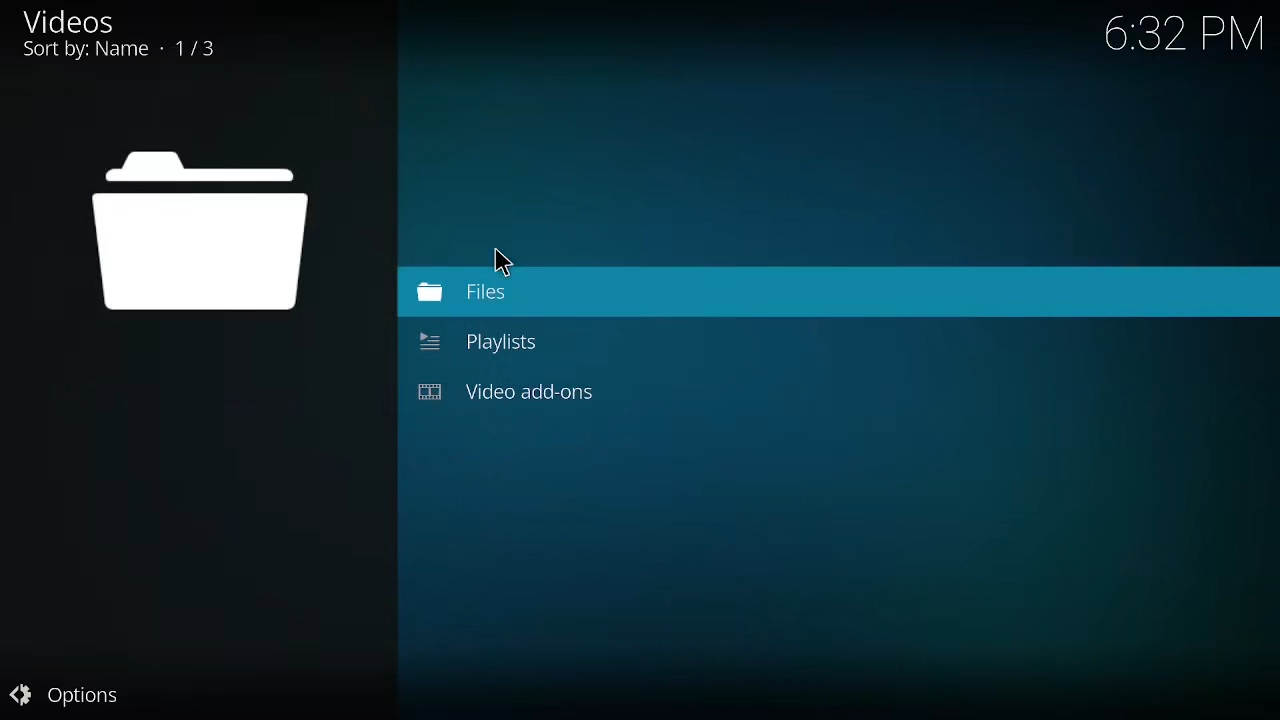 Videos
Sort by: Name · 1 / 3
6:32 PM
Files
Playlists
Video add-ons
Options